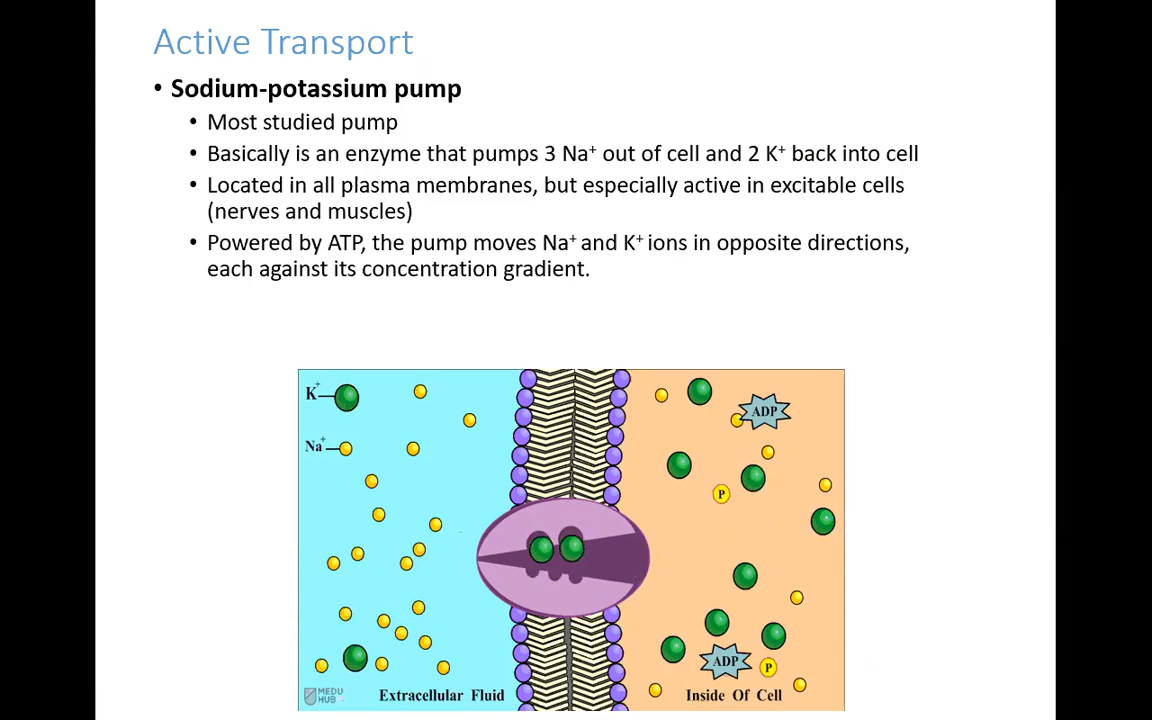 Active Transport
• Sodium-potassium pump
• Most studied pump
• Basically is an enzyme that pumps 3 Na⁺ out of cell and 2 K⁺ back into cell
• Located in all plasma membranes, but especially active in excitable cells
(nerves and muscles)
• Powered by ATP, the pump moves Na⁺ and K⁺ ions in opposite directions,
each against its concentration gradient.
K⁺
ADP
Na⁺
P
ADP
P
MEDU
HUB
Extracellular Fluid
Inside Of Cell